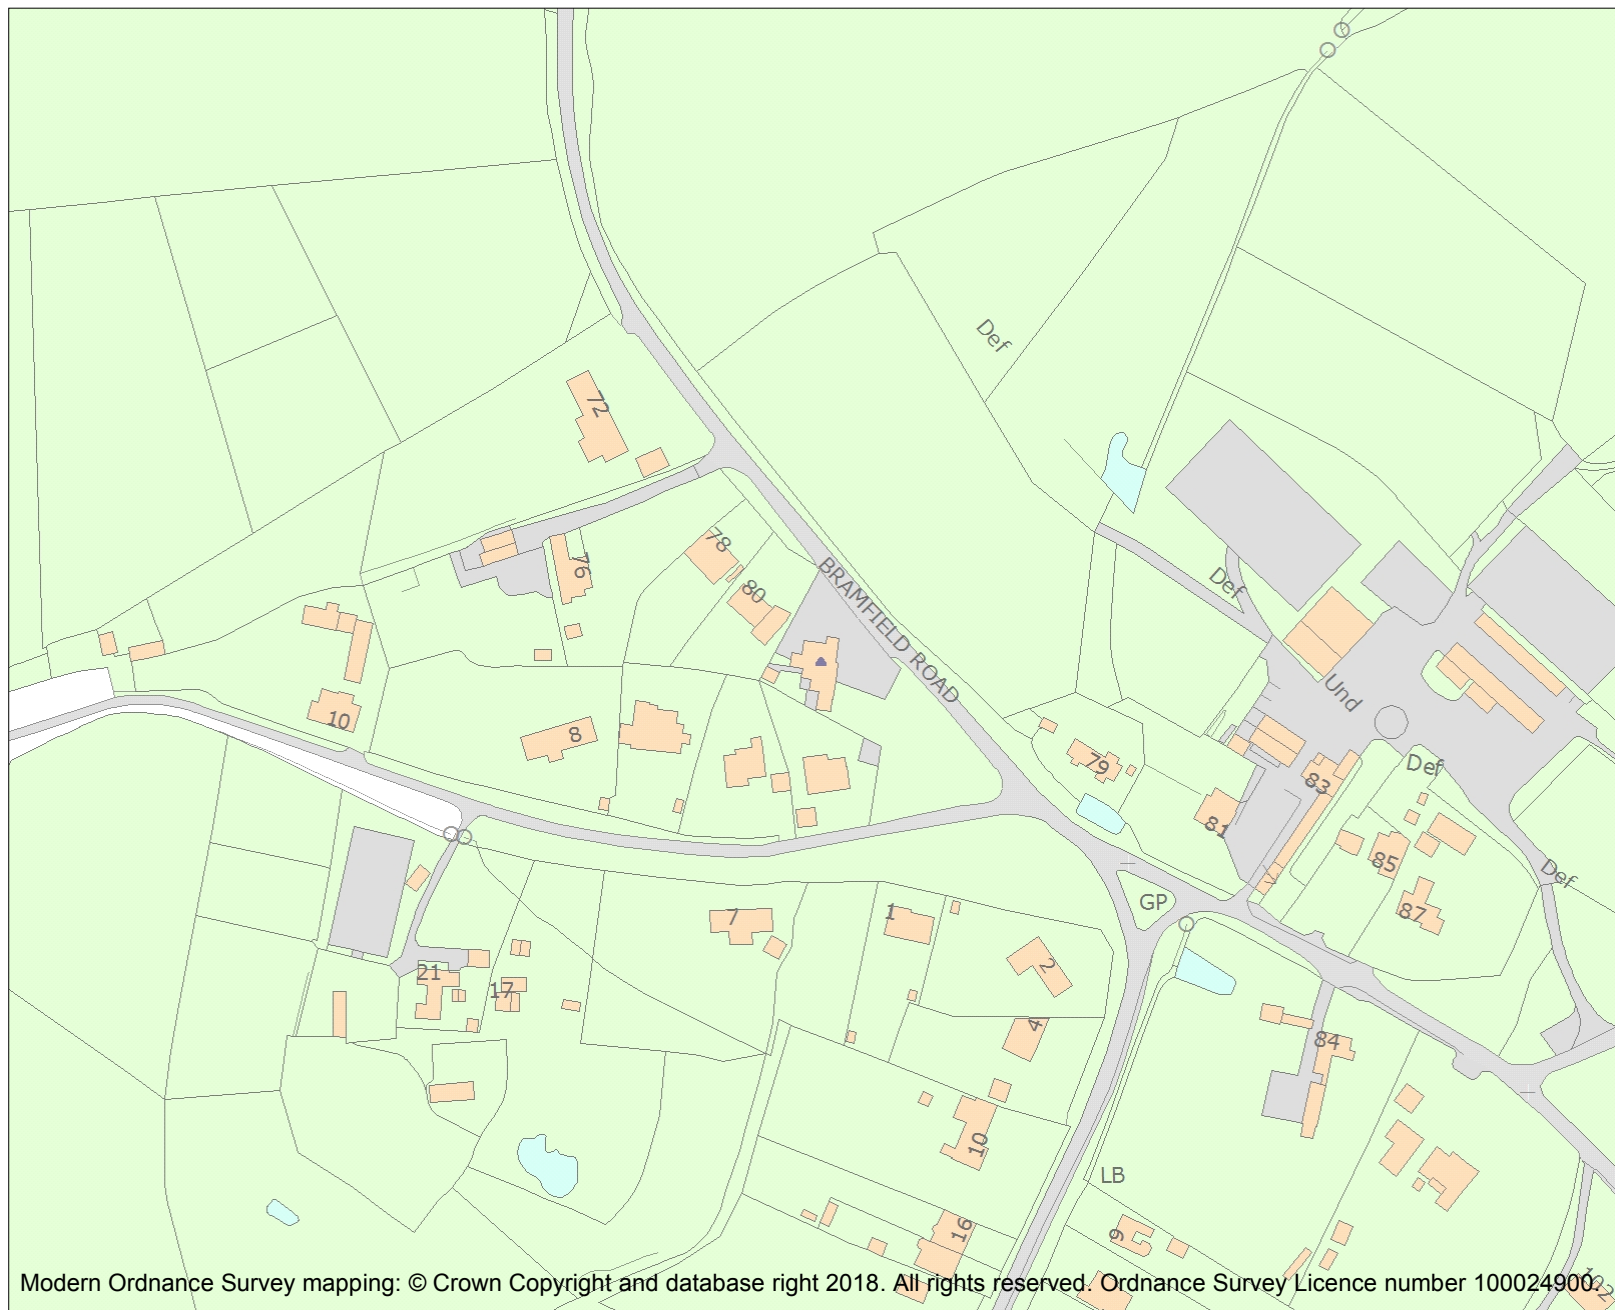 Def
72
78
76
80
BRAMFIELD ROAD
Def
Und
10
8
79
83
Def
81
85
Def
87
GP
7
1
2
21
17
4
84
10
LB
16
9
102
Modern Ordnance Survey mapping: © Crown Copyright and database right 2018. All rights reserved. Ordnance Survey Licence number 100024900.